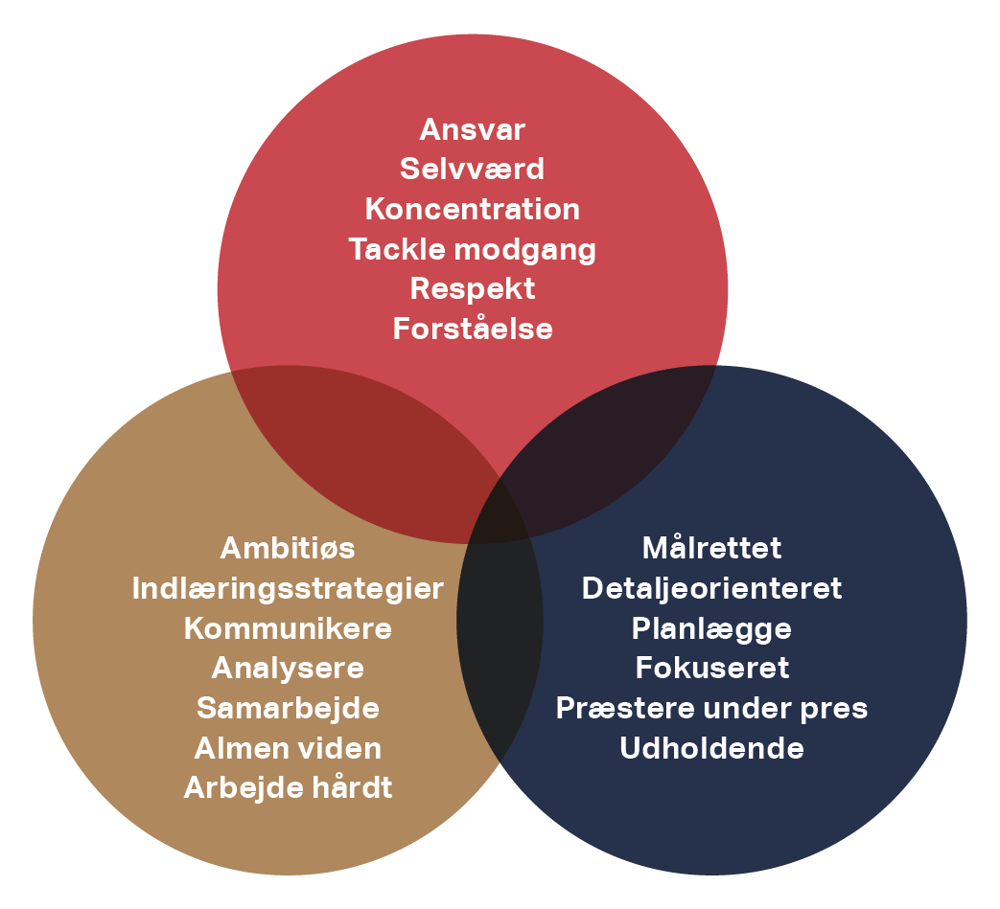 Ansvar
Selvværd
Koncentration
Tackle modgang
Respekt
Forståelse
Ambitiøs
Indlæringsstrategier
Kommunikere
Analysere
Samarbejde
Almen viden
Arbejde hårdt
Målrettet
Detaljeorienteret
Planlægge
Fokuseret
Præstere under pres
Udholdende